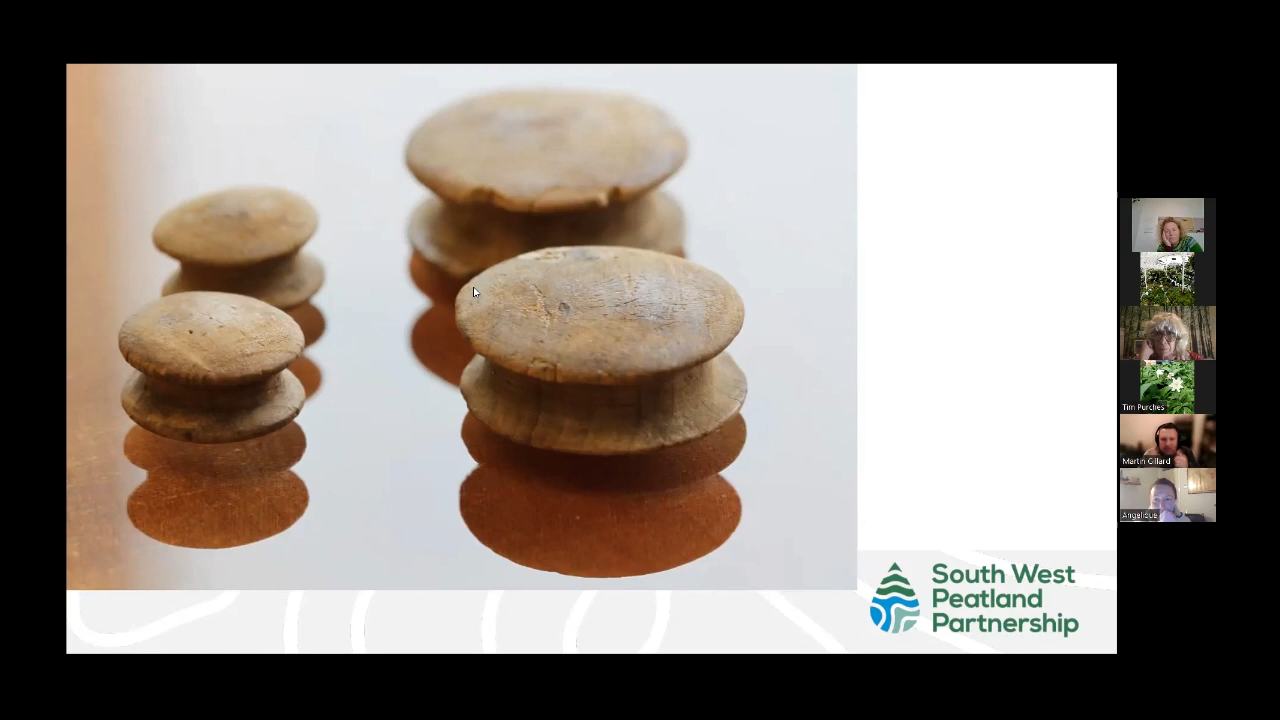 South West
Peatland
Partnership
Tim Purches
Martin Gillard
Angelique